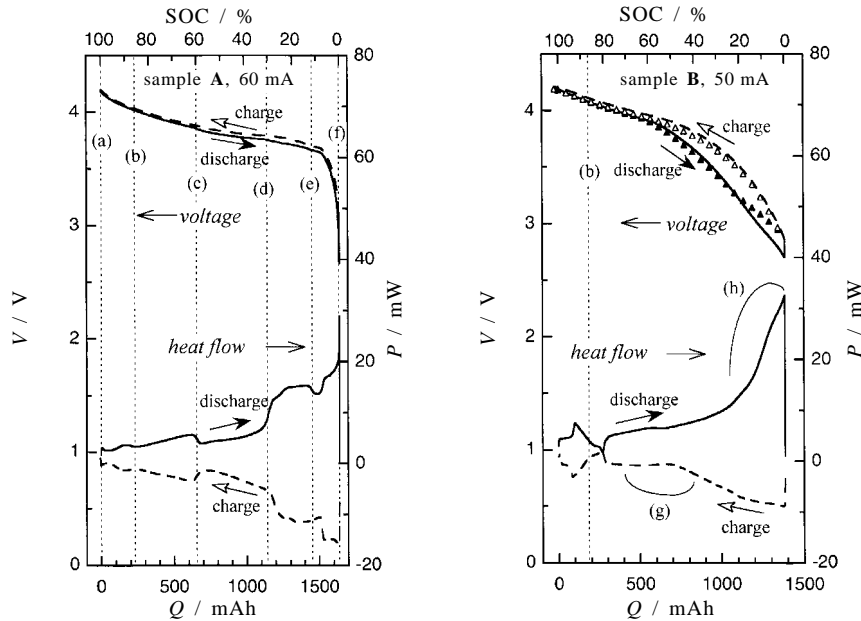 SOC / %
100 80 60 40 20 0
sample A, 60 mA
80
60
40
20
0
-20
4
3
2
1
0
V / V
P / mW
charge
discharge
(a)
(b)
(c)
(d)
(e)
(f)
voltage
heat flow
discharge
charge
0 500 1000 1500
Q / mAh
SOC / %
100 80 60 40 20 0
sample B, 50 mA
80
60
40
20
0
-20
4
3
2
1
0
V / V
P / mW
charge
discharge
(b)
voltage
(h)
heat flow
discharge
(g)
charge
0 500 1000
Q / mAh